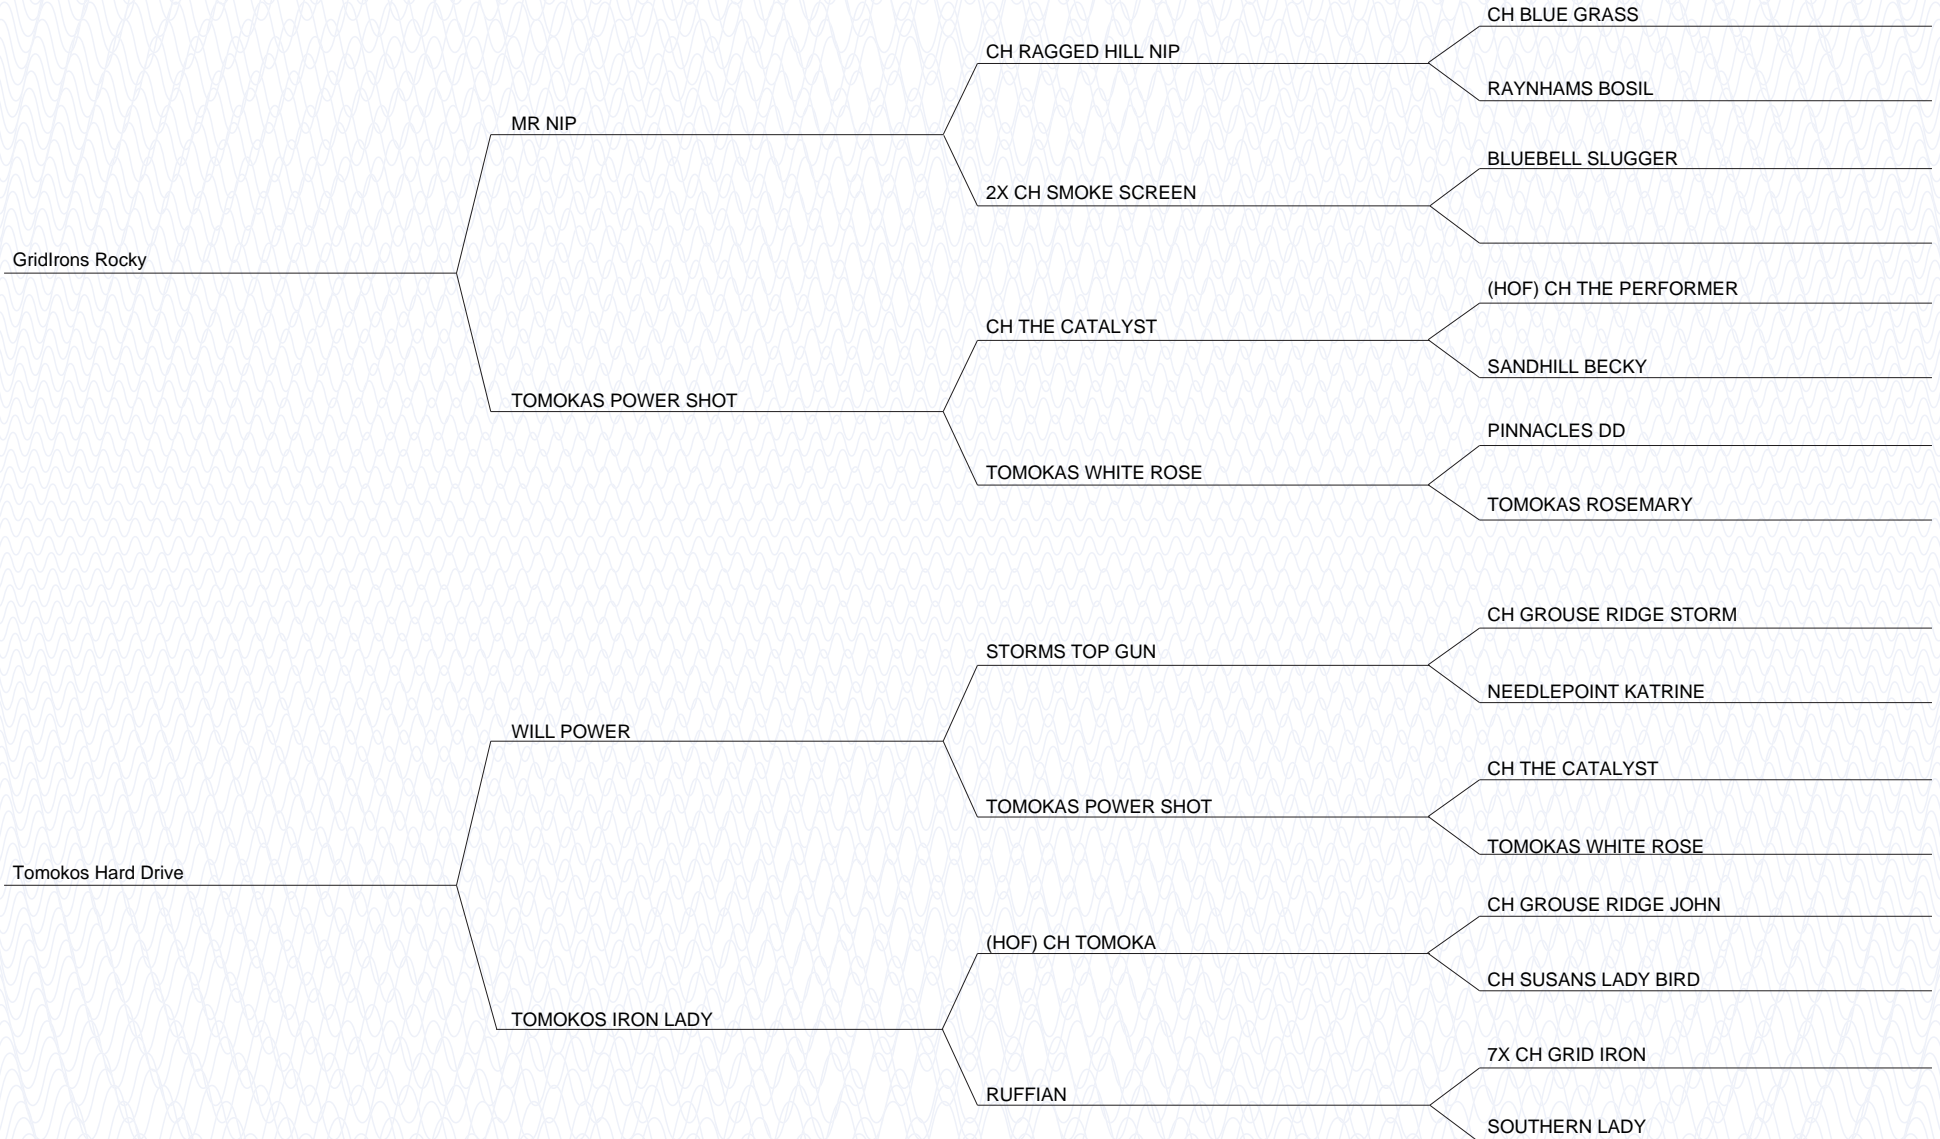 CH BLUE GRASS
CH RAGGED HILL NIP
RAYNHAMS BOSIL
MR NIP
BLUEBELL SLUGGER
2X CH SMOKE SCREEN
GridIrons Rocky
(HOF) CH THE PERFORMER
CH THE CATALYST
SANDHILL BECKY
TOMOKAS POWER SHOT
PINNACLES DD
TOMOKAS WHITE ROSE
TOMOKAS ROSEMARY
CH GROUSE RIDGE STORM
STORMS TOP GUN
NEEDLEPOINT KATRINE
WILL POWER
CH THE CATALYST
TOMOKAS POWER SHOT
TOMOKAS WHITE ROSE
Tomokos Hard Drive
CH GROUSE RIDGE JOHN
(HOF) CH TOMOKA
CH SUSANS LADY BIRD
TOMOKOS IRON LADY
7X CH GRID IRON
RUFFIAN
SOUTHERN LADY